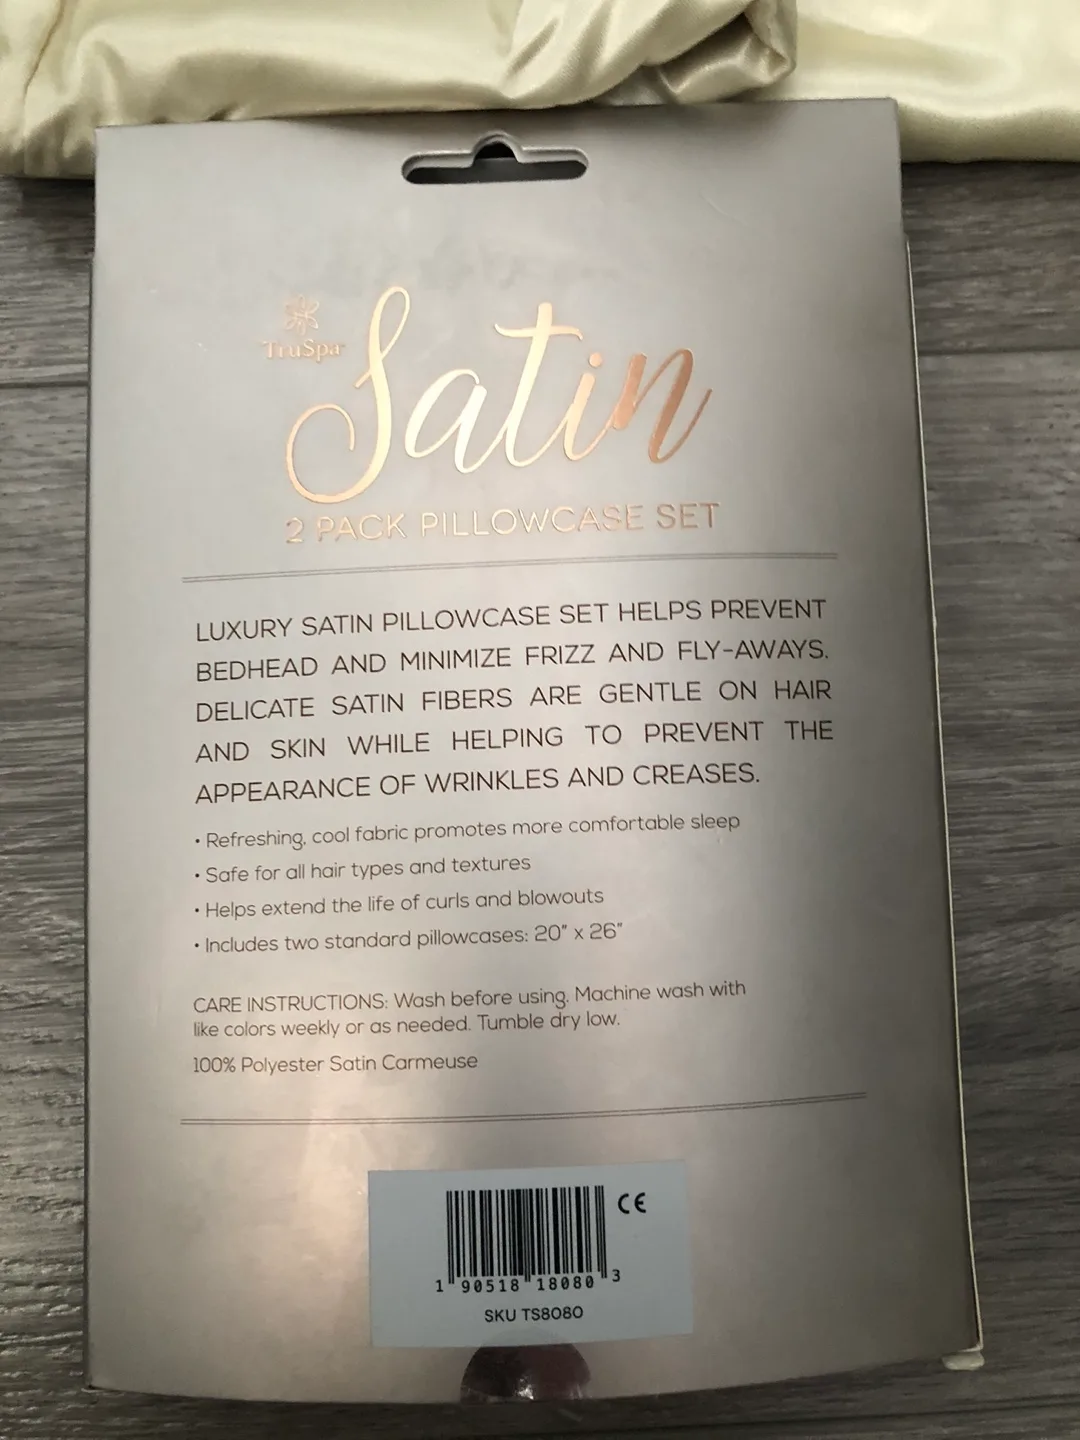 TruSpa
Satin
2 PACK PILLOWCASE SET
LUXURY SATIN PILLOWCASE SET HELPS PREVENT
BEDHEAD AND MINIMIZE FRIZZ AND FLY-AWAYS.
DELICATE SATIN FIBERS ARE GENTLE ON HAIR
AND SKIN WHILE HELPING TO PREVENT THE
APPEARANCE OF WRINKLES AND CREASES.
• Refreshing, cool fabric promotes more comfortable sleep
• Safe for all hair types and textures
• Helps extend the life of curls and blowouts
• Includes two standard pillowcases: 20” x 26”
CARE INSTRUCTIONS: Wash before using. Machine wash with
like colors weekly or as needed. Tumble dry low.
100% Polyester Satin Carmeuse
CE
1 90518 18080 3
SKU TS8080